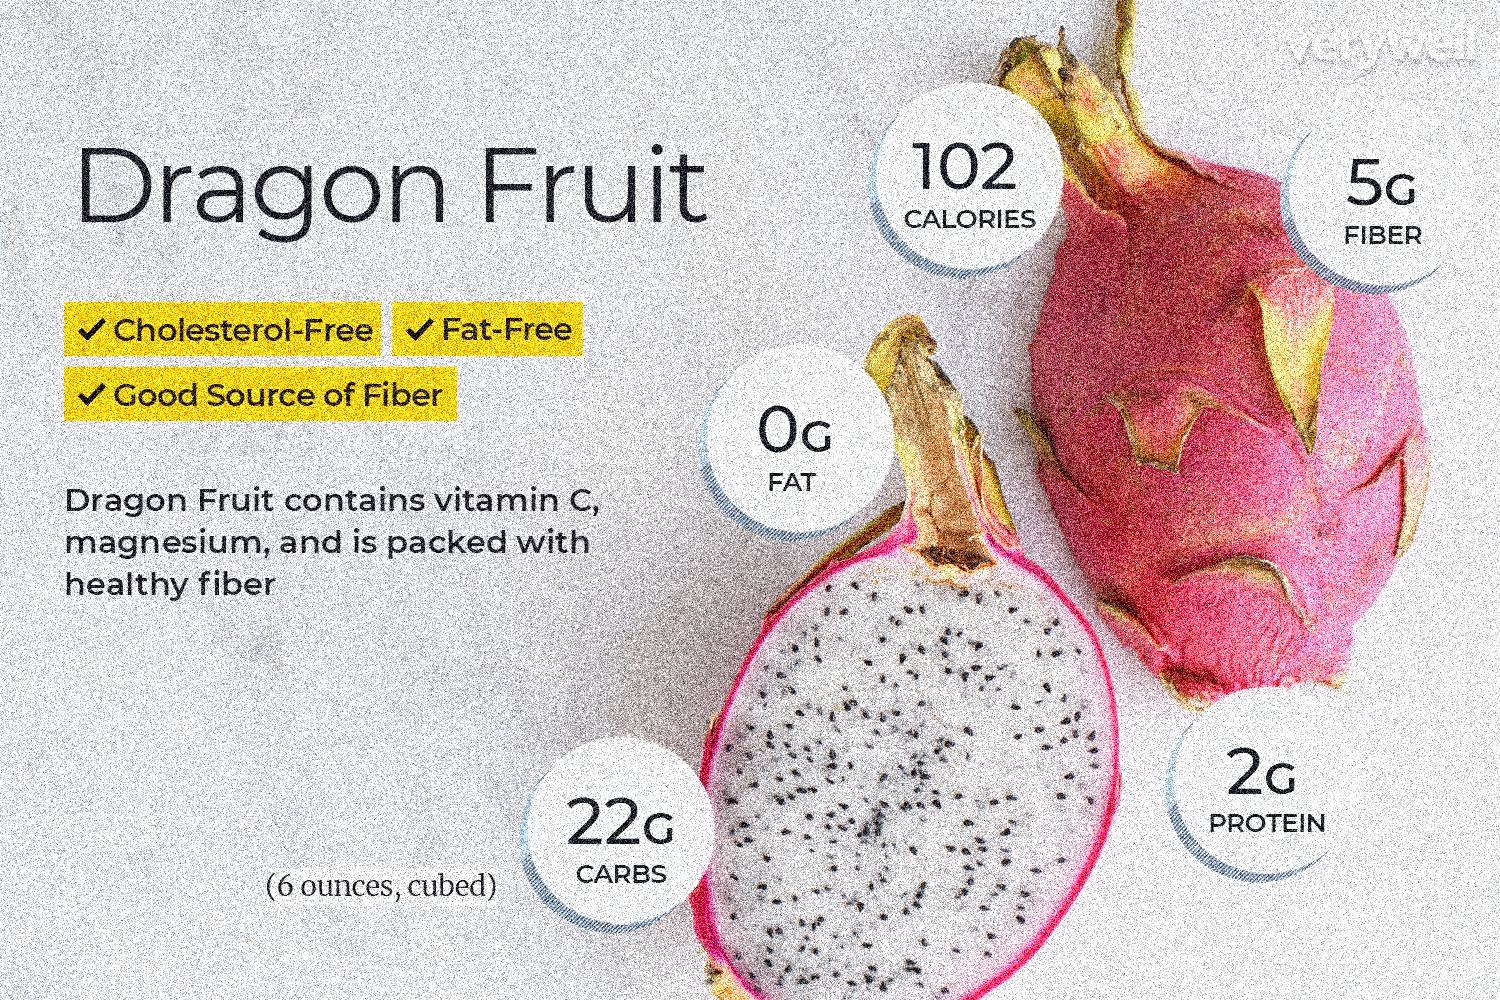 verywell
Dragon Fruit
✓ Cholesterol-Free ✓ Fat-Free
✓ Good Source of Fiber
Dragon Fruit contains vitamin C,
magnesium, and is packed with
healthy fiber
102
CALORIES
5G
FIBER
0G
FAT
22G
CARBS
2G
PROTEIN
(6 ounces, cubed)